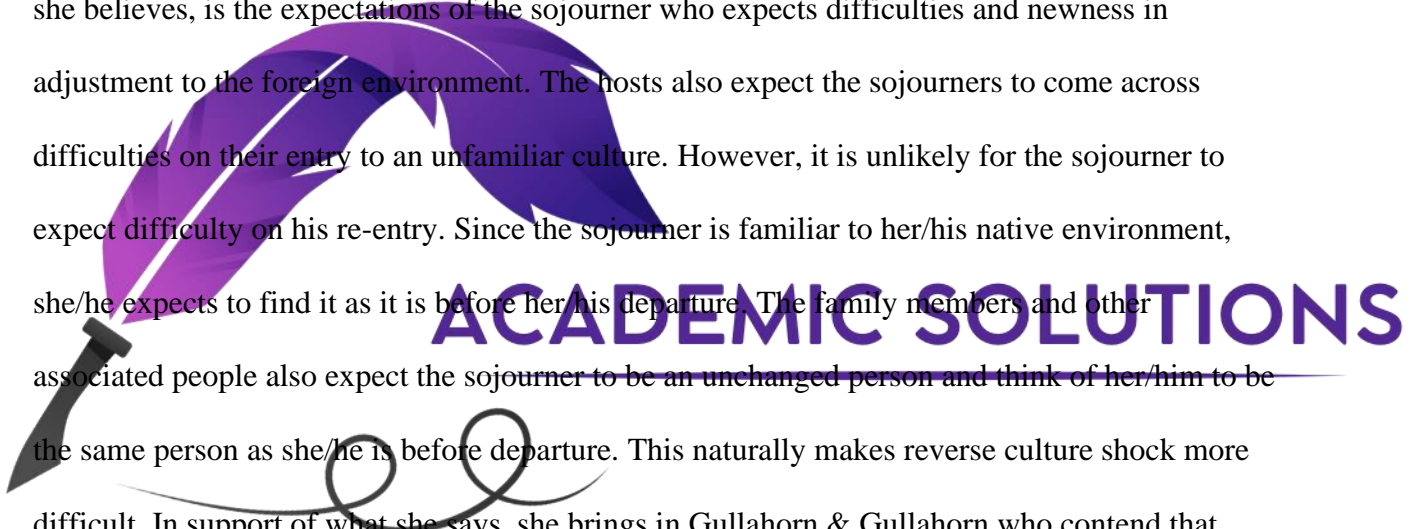 she believes, is the expectations of the sojourner who expects difficulties and newness in
adjustment to the foreign environment. The hosts also expect the sojourners to come across
difficulties on their entry to an unfamiliar culture. However, it is unlikely for the sojourner to
expect difficulty on his re-entry. Since the sojourner is familiar to her/his native environment,
she/he expects to find it as it is before her/his departure. The family members and other
ACADEMIC SOLUTIONS
associated people also expect the sojourner to be an unchanged person and think of her/him to be
the same person as she/he is before departure. This naturally makes reverse culture shock more
difficult. In support of what she says, she brings in Gullahorn & Gullahorn who contend that